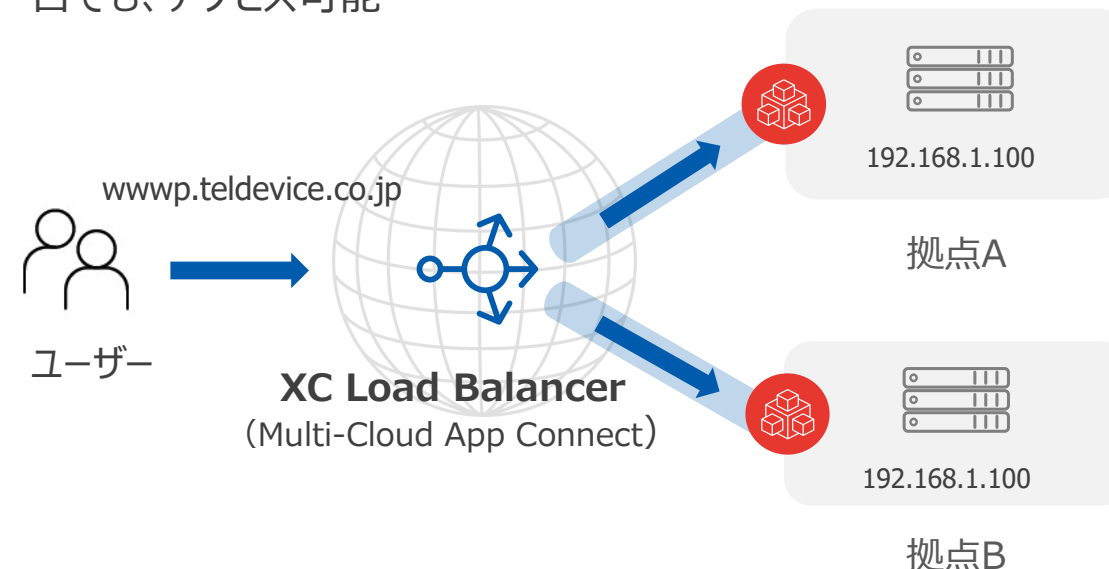 wwwp.teldevice.co.jp
ユーザー
XC Load Balancer
（Multi-Cloud App Connect）
192.168.1.100
拠点A
192.168.1.100
拠点B